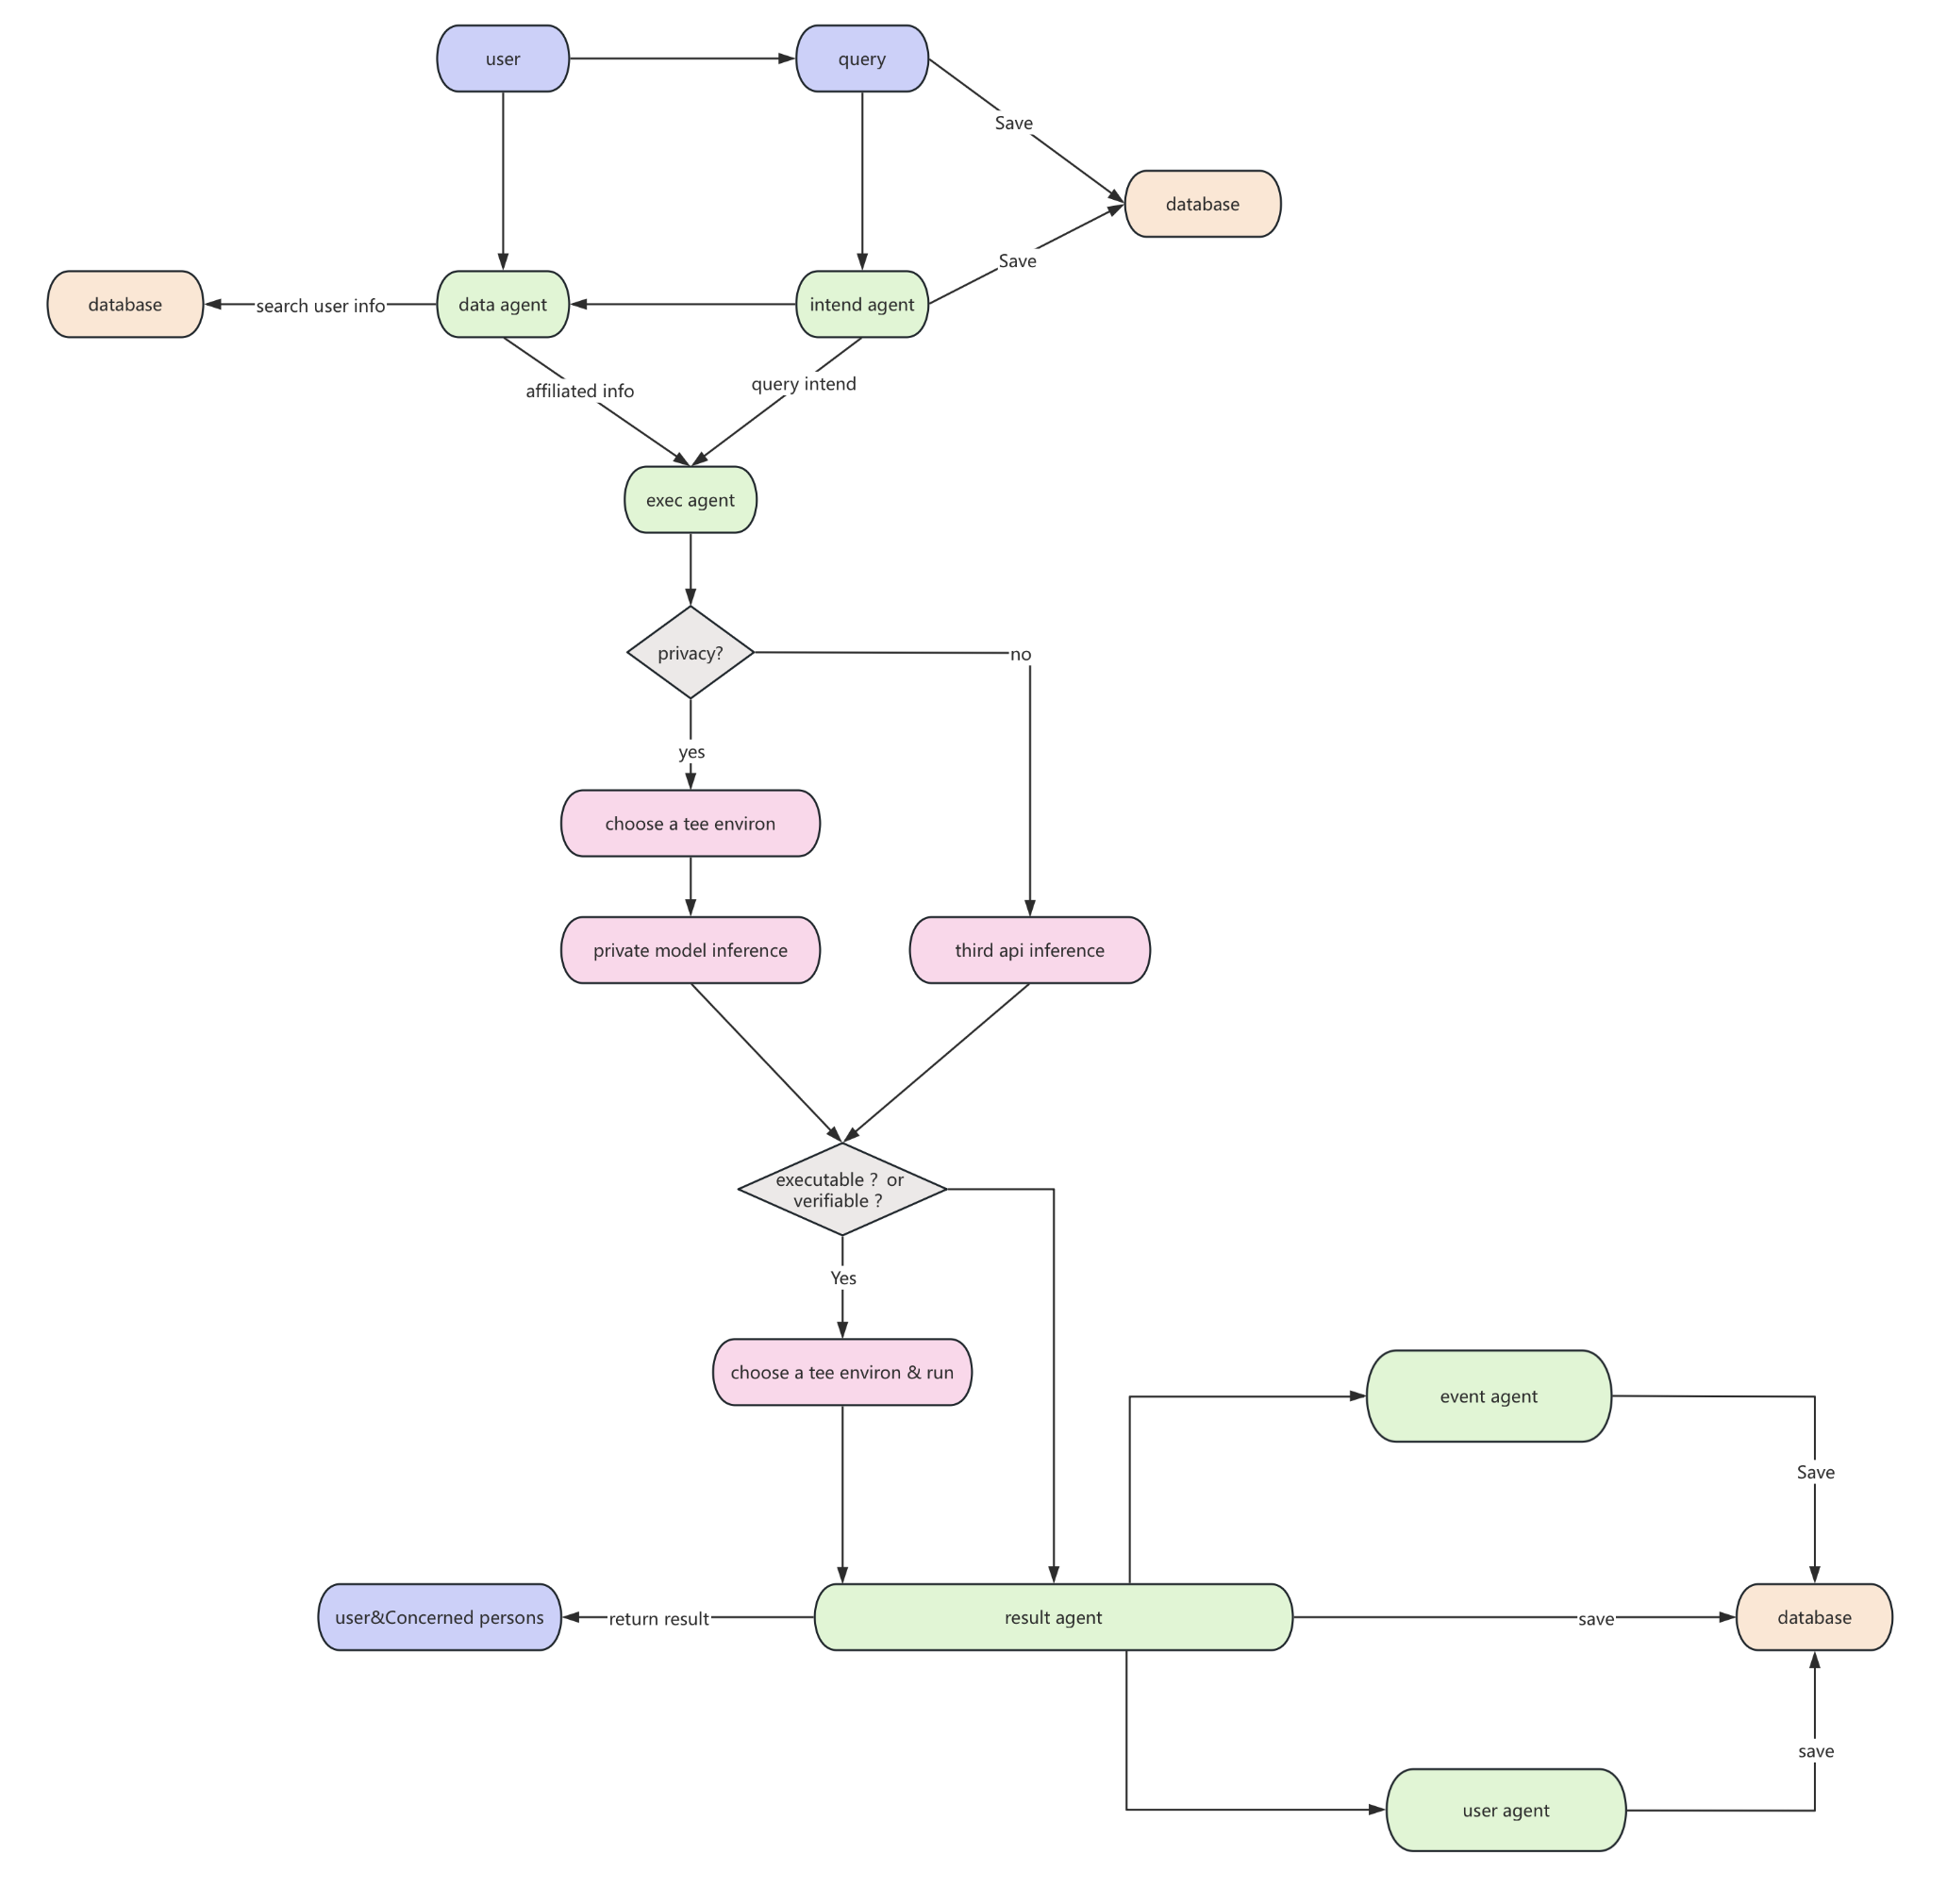 user
query
Save
database
Save
database
search user info
data agent
intend agent
affiliated info
query intend
exec agent
privacy?
no
yes
choose a tee environ
private model inference
third api inference
executable？ or
verifiable？
Yes
choose a tee environ & run
event agent
Save
user&Concerned persons
return result
result agent
save
database
save
user agent